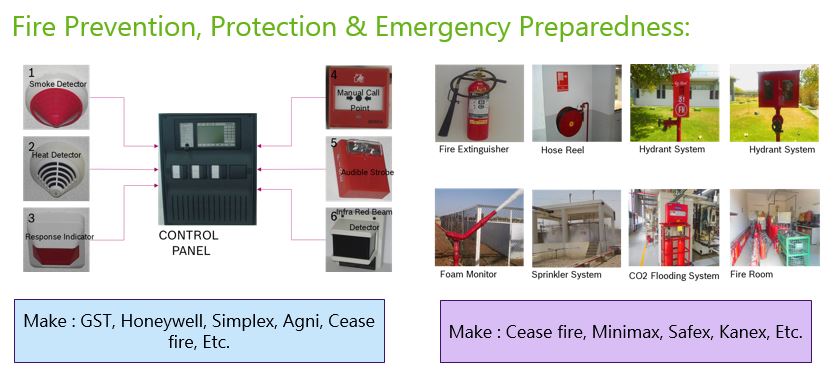 Fire Prevention, Protection & Emergency Preparedness:
1
Smoke Detector
2
Heat Detector
3
Response Indicator
CONTROL
PANEL
4
Manual Call
Point
5
Audible Strobe
Infra Red Beam
6
Detector
Fire Extinguisher
Hose Reel
Hydrant System
Hydrant System
Foam Monitor
Sprinkler System
CO2 Flooding System
Fire Room
Make : GST, Honeywell, Simplex, Agni, Cease
fire, Etc.
Make : Cease fire, Minimax, Safex, Kanex, Etc.